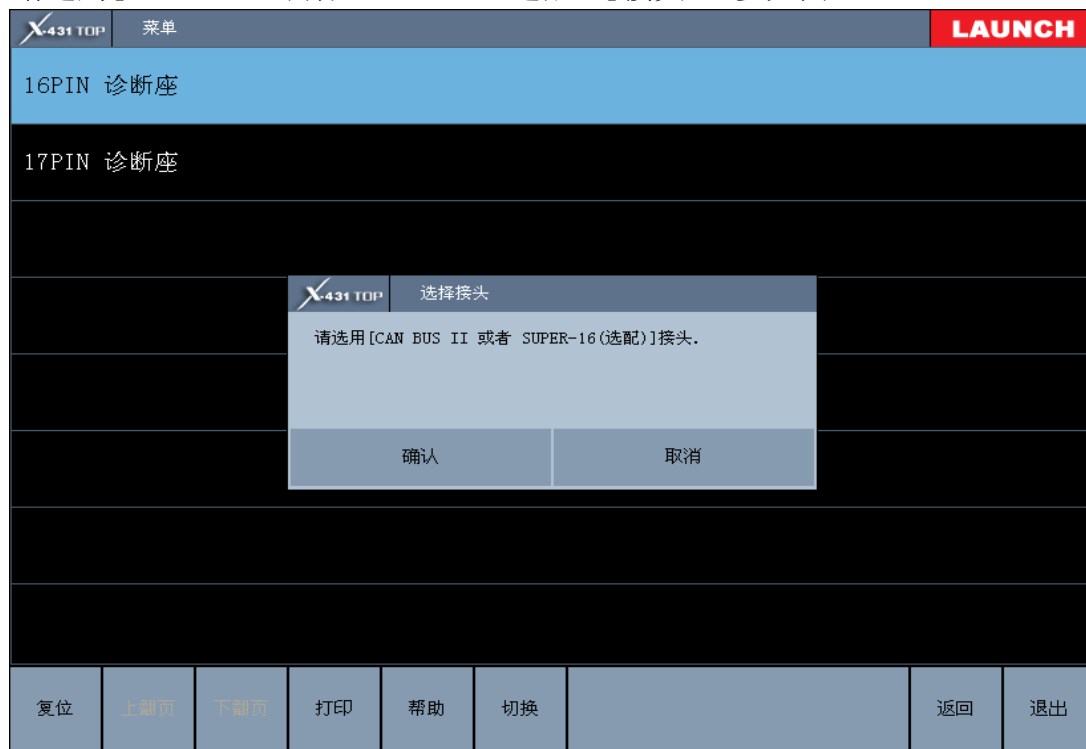 X-431 TOP 菜单 LAUNCH
16PIN 诊断座
17PIN 诊断座
X-431 TOP 选择接头
请选用[CAN BUS II 或者 SUPER-16(选配)]接头.
确认 取消
复位 上翻页 下翻页 打印 帮助 切换 返回 退出